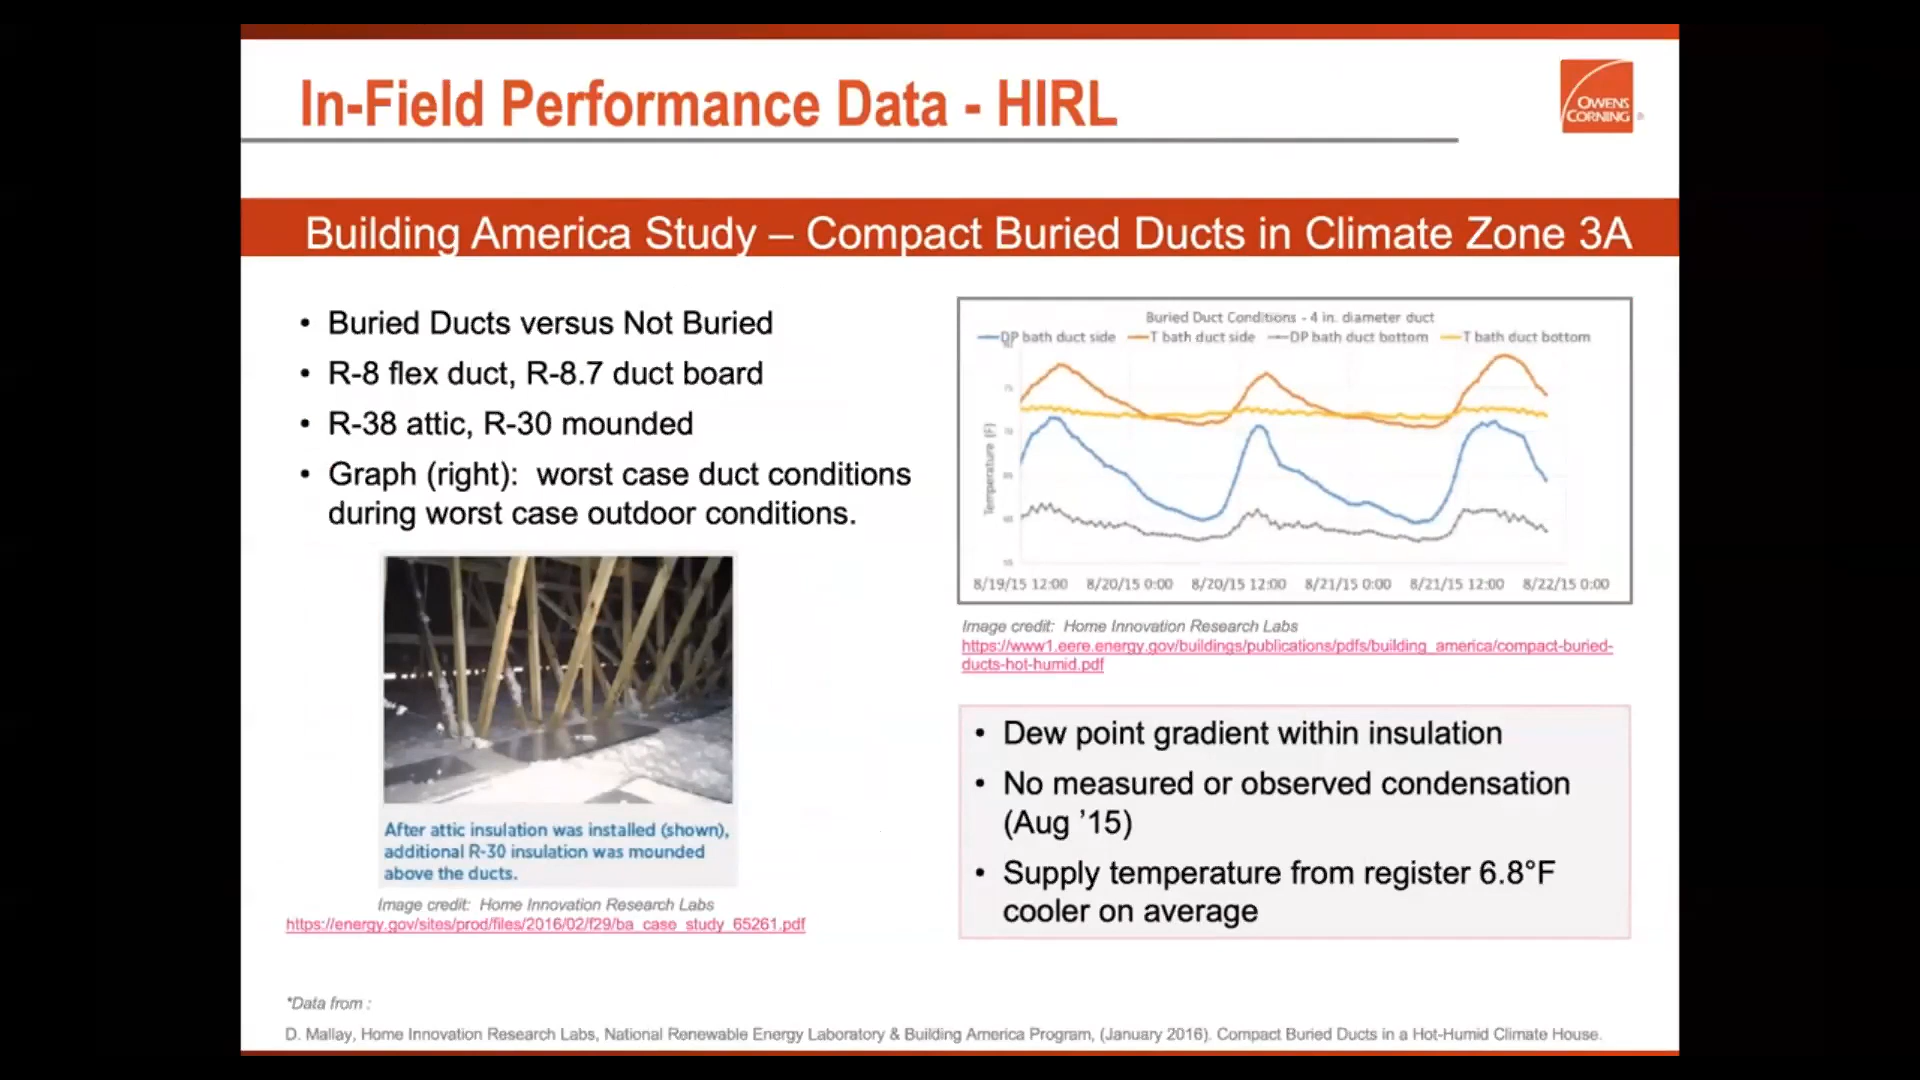 In-Field Performance Data - HIRL
OWENS
CORNING
Building America Study – Compact Buried Ducts in Climate Zone 3A
• Buried Ducts versus Not Buried
• R-8 flex duct, R-8.7 duct board
• R-38 attic, R-30 mounded
• Graph (right):  worst case duct conditions
during worst case outdoor conditions.
After attic insulation was installed (shown),
additional R-30 insulation was mounded
above the ducts.
Image credit:  Home Innovation Research Labs
https://energy.gov/sites/prod/files/2016/02/f29/ba_case_study_65261.pdf
Buried Duct Conditions - 4 in. diameter duct
DP bath duct side T bath duct side DP bath duct bottom T bath duct bottom
Temperature (F)
8/19/15 12:00 8/20/15 0:00 8/20/15 12:00 8/21/15 0:00 8/21/15 12:00 8/22/15 0:00
Image credit:  Home Innovation Research Labs
https://www1.eere.energy.gov/buildings/publications/pdfs/building_america/compact-buried-
ducts-hot-humid.pdf
• Dew point gradient within insulation
• No measured or observed condensation
(Aug ’15)
• Supply temperature from register 6.8°F
cooler on average
*Data from :
D. Mallay, Home Innovation Research Labs, National Renewable Energy Laboratory & Building America Program, (January 2016). Compact Buried Ducts in a Hot-Humid Climate House.